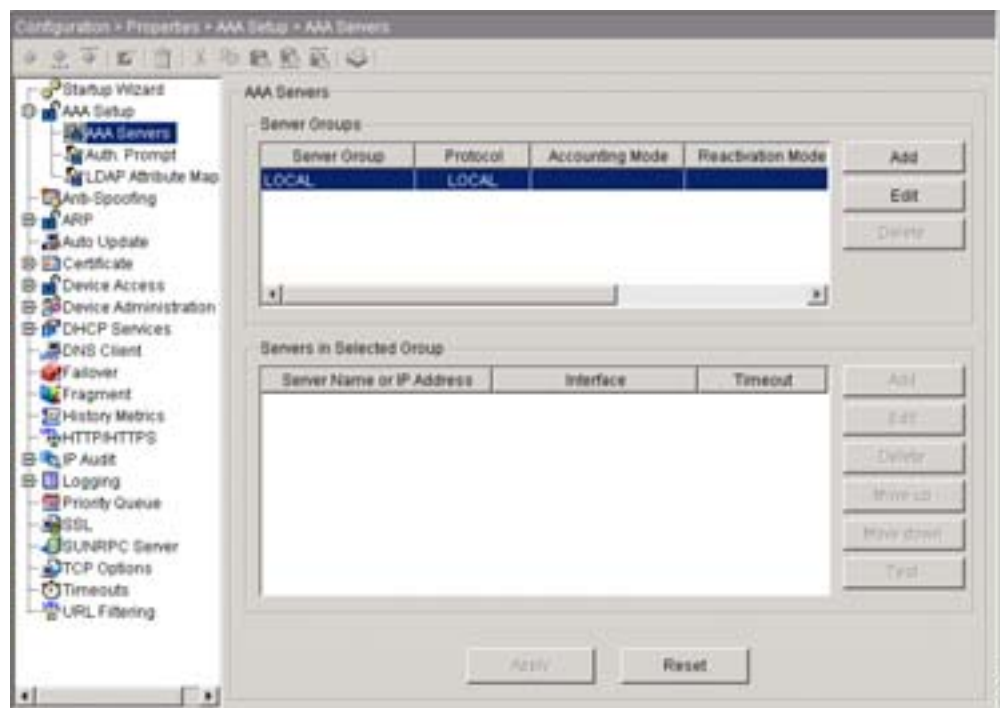 Configuration > Properties > AAA Setup > AAA Servers
Startup Wizard
AAA Setup
AAA Servers
Auth. Prompt
LDAP Attribute Map
Anti-Spoofing
ARP
Auto Update
Certificate
Device Access
Device Administration
DHCP Services
DNS Client
Failover
Fragment
History Metrics
HTTP/HTTPS
IP Audit
Logging
Priority Queue
SSL
SUNRPC Server
TCP Options
Timeouts
URL Filtering
AAA Servers
Server Groups
Server Group Protocol Accounting Mode Reactivation Mode
LOCAL LOCAL
Add
Edit
Delete
Servers in Selected Group
Server Name or IP Address Interface Timeout
Add
Edit
Delete
Move up
Move down
Test
Apply Reset